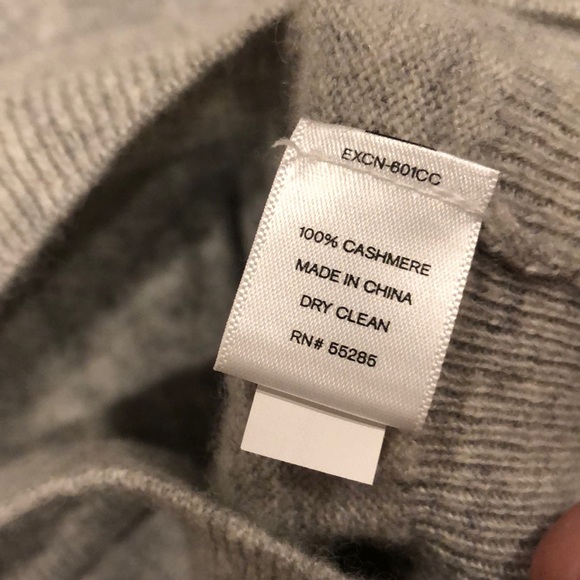 EXCN-601CC
100% CASHMERE
MADE IN CHINA
DRY CLEAN
RN# 55285